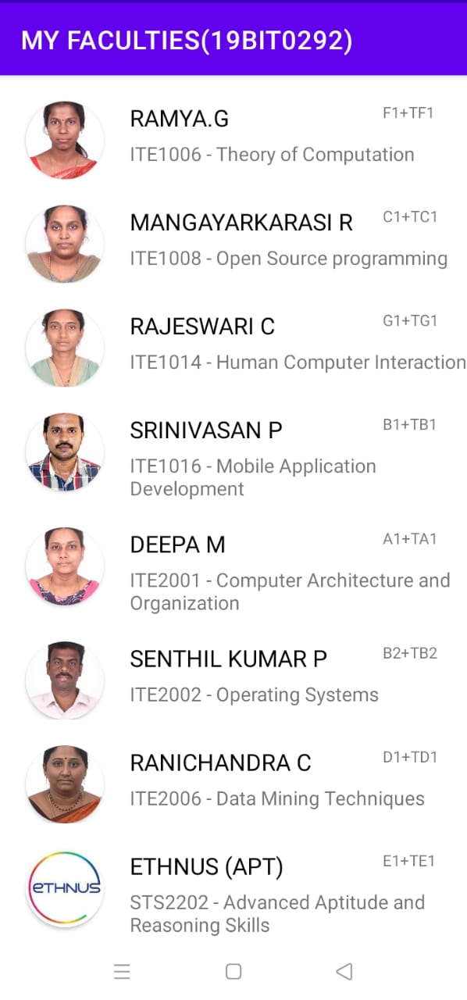 MY FACULTIES(19BIT0292)
RAMYA.G
F1+TF1
ITE1006 - Theory of Computation
MANGAYARKARASI R
C1+TC1
ITE1008 - Open Source programming
RAJESWARI C
G1+TG1
ITE1014 - Human Computer Interaction
SRINIVASAN P
B1+TB1
ITE1016 - Mobile Application
Development
DEEPA M
A1+TA1
ITE2001 - Computer Architecture and
Organization
SENTHIL KUMAR P
B2+TB2
ITE2002 - Operating Systems
RANICHANDRA C
D1+TD1
ITE2006 - Data Mining Techniques
eTHNUS
ETHNUS (APT)
E1+TE1
STS2202 - Advanced Aptitude and
Reasoning Skills